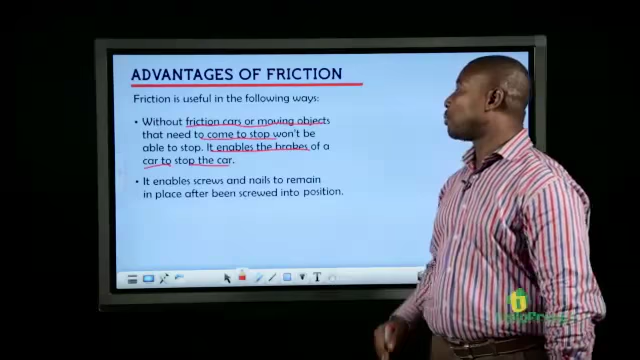 ADVANTAGES OF FRICTION
Friction is useful in the following ways:
• Without friction cars or moving objects
that need to come to stop won't be
able to stop. It enables the brakes of a
car to stop the car.
• It enables screws and nails to remain
in place after been screwed into position.
T